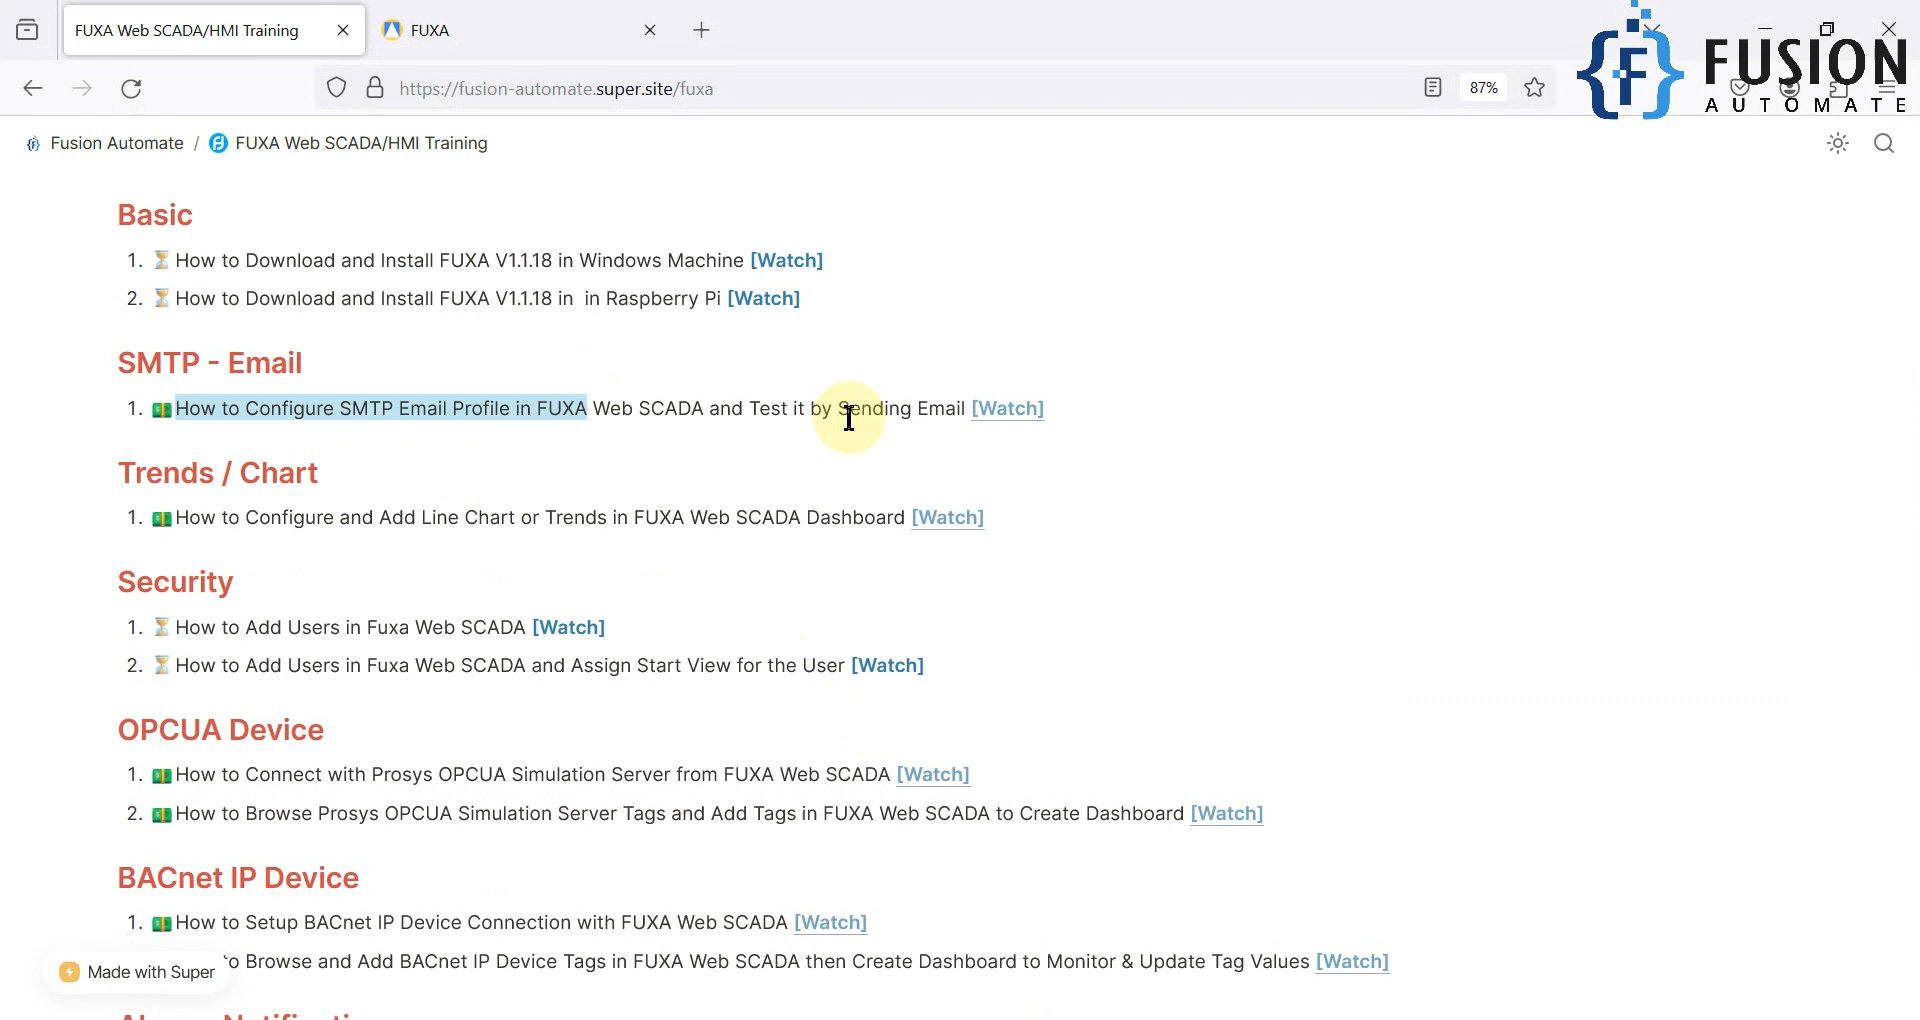 FUXA Web SCADA/HMI Training
FUXA
FUSION
AUTOMATE
https://fusion-automate.super.site/fuxa
87%
Fusion Automate / FUXA Web SCADA/HMI Training
Basic
1. How to Download and Install FUXA V1.1.18 in Windows Machine [Watch]
2. How to Download and Install FUXA V1.1.18 in in Raspberry Pi [Watch]
SMTP - Email
1. How to Configure SMTP Email Profile in FUXA Web SCADA and Test it by Sending Email [Watch]
Trends / Chart
1. How to Configure and Add Line Chart or Trends in FUXA Web SCADA Dashboard [Watch]
Security
1. How to Add Users in Fuxa Web SCADA [Watch]
2. How to Add Users in Fuxa Web SCADA and Assign Start View for the User [Watch]
OPCUA Device
1. How to Connect with Prosys OPCUA Simulation Server from FUXA Web SCADA [Watch]
2. How to Browse Prosys OPCUA Simulation Server Tags and Add Tags in FUXA Web SCADA to Create Dashboard [Watch]
BACnet IP Device
1. How to Setup BACnet IP Device Connection with FUXA Web SCADA [Watch]
to Browse and Add BACnet IP Device Tags in FUXA Web SCADA then Create Dashboard to Monitor & Update Tag Values [Watch]
Made with Super